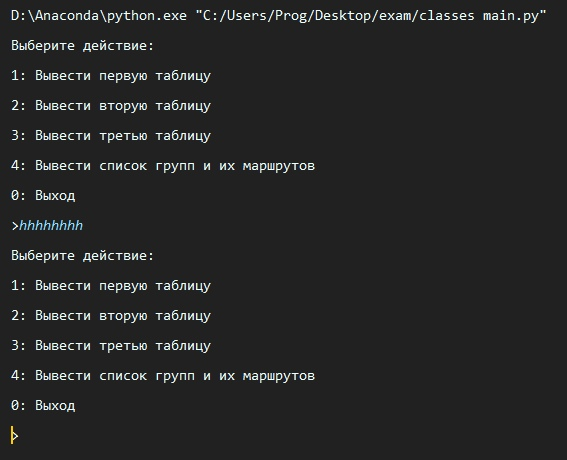 D:\Anaconda\python.exe "C:/Users/Prog/Desktop/exam/classes main.py"
Выберите действие:
1: Вывести первую таблицу
2: Вывести вторую таблицу
3: Вывести третью таблицу
4: Вывести список групп и их маршрутов
0: Выход
>hhhhhhhh
Выберите действие:
1: Вывести первую таблицу
2: Вывести вторую таблицу
3: Вывести третью таблицу
4: Вывести список групп и их маршрутов
0: Выход
>